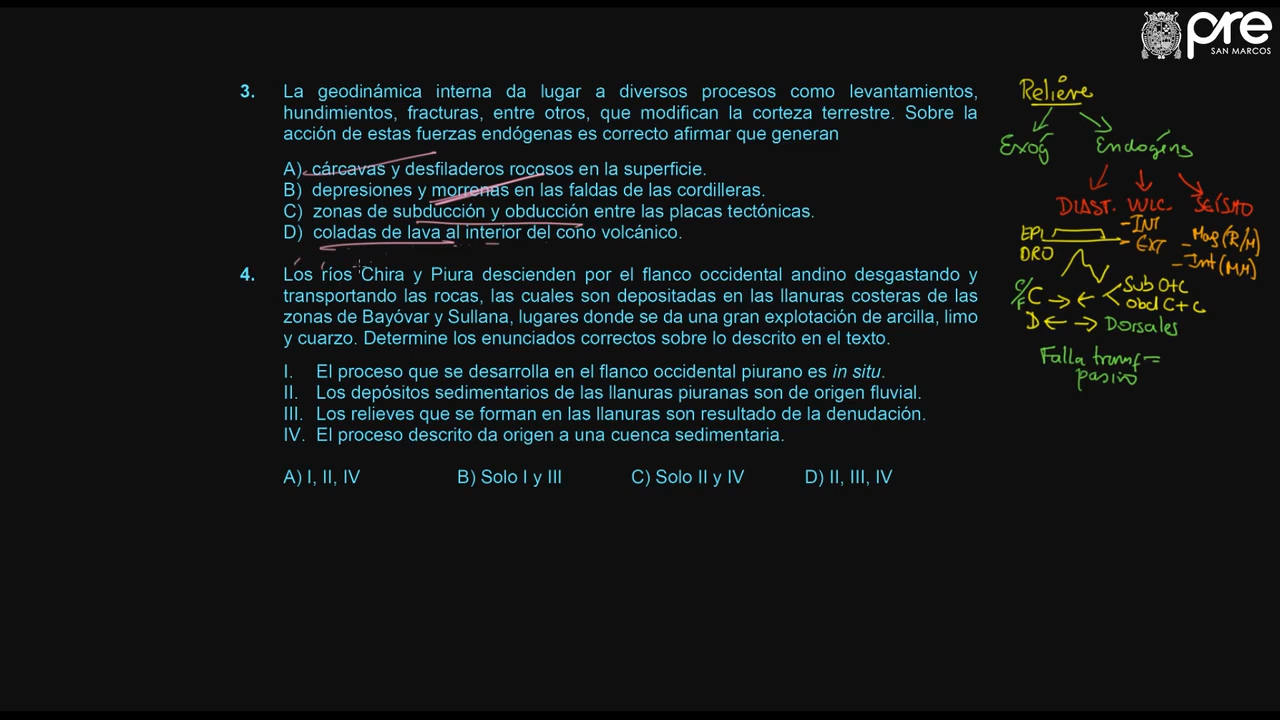 pre
SAN MARCOS
3. La geodinámica interna da lugar a diversos procesos como levantamientos,
hundimientos, fracturas, entre otros, que modifican la corteza terrestre. Sobre la
acción de estas fuerzas endógenas es correcto afirmar que generan
A) cárcavas y desfiladeros rocosos en la superficie.
B) depresiones y morrenas en las faldas de las cordilleras.
C) zonas de subducción y obducción entre las placas tectónicas.
D) coladas de lava al interior del cono volcánico.
4. Los ríos Chira y Piura descienden por el flanco occidental andino desgastando y
transportando las rocas, las cuales son depositadas en las llanuras costeras de las
zonas de Bayóvar y Sullana, lugares donde se da una gran explotación de arcilla, limo
y cuarzo. Determine los enunciados correctos sobre lo descrito en el texto.
I. El proceso que se desarrolla en el flanco occidental piurano es in situ.
II. Los depósitos sedimentarios de las llanuras piuranas son de origen fluvial.
III. Los relieves que se forman en las llanuras son resultado de la denudación.
IV. El proceso descrito da origen a una cuenca sedimentaria.
A) I, II, IV B) Solo I y III C) Solo II y IV D) II, III, IV
Relieve
Exóg Endógens
DIAST. VULC. SEÍSMO
EPI - INT
DRO - EXT - Mag (R/M)
- Int (MM)
C/F C Sub O+C
Obd C+C
D Dorsales
Falla transf =
pasivo